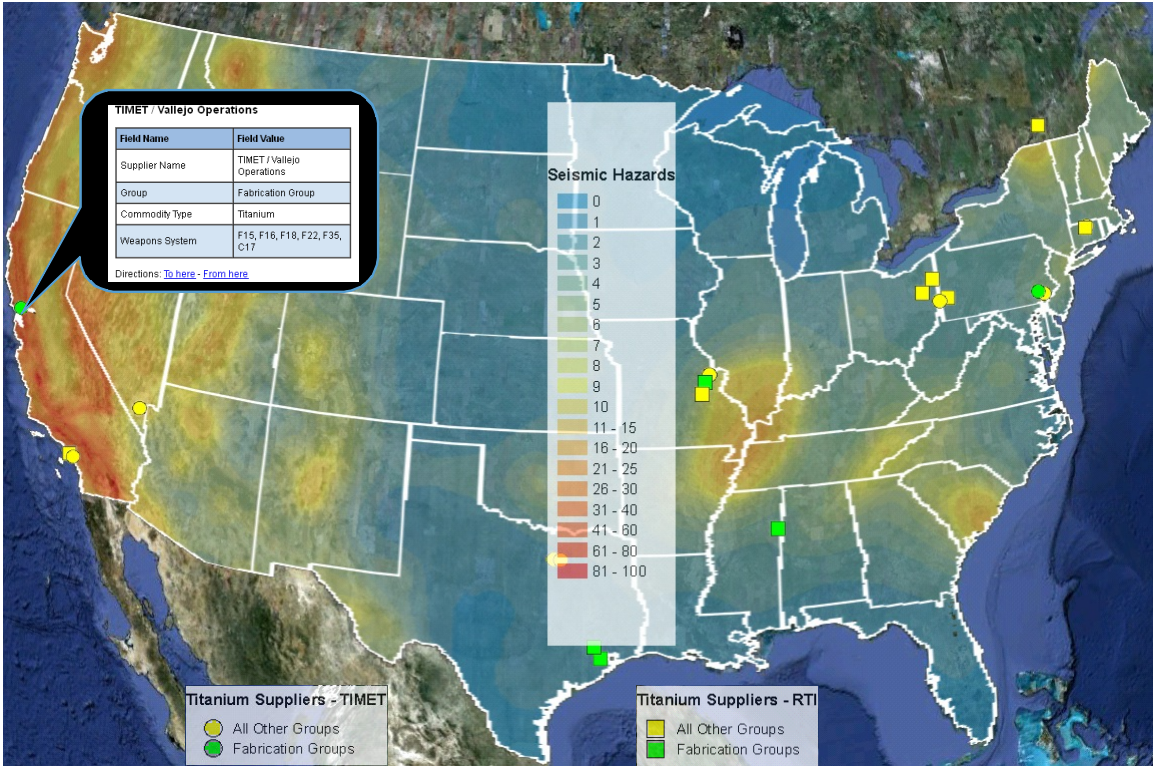 TIMET / Vallejo Operations
Field Name Field Value
Supplier Name TIMET / Vallejo
Operations
Group Fabrication Group
Commodity Type Titanium
Weapons System F15, F16, F18, F22, F35,
C17
Directions: To here - From here
Seismic Hazards
0
1
2
3
4
5
6
7
8
9
10
11 - 15
16 - 20
21 - 25
26 - 30
31 - 40
41 - 60
61 - 80
81 - 100
Titanium Suppliers - TIMET
All Other Groups
Fabrication Groups
Titanium Suppliers - RTI
All Other Groups
Fabrication Groups